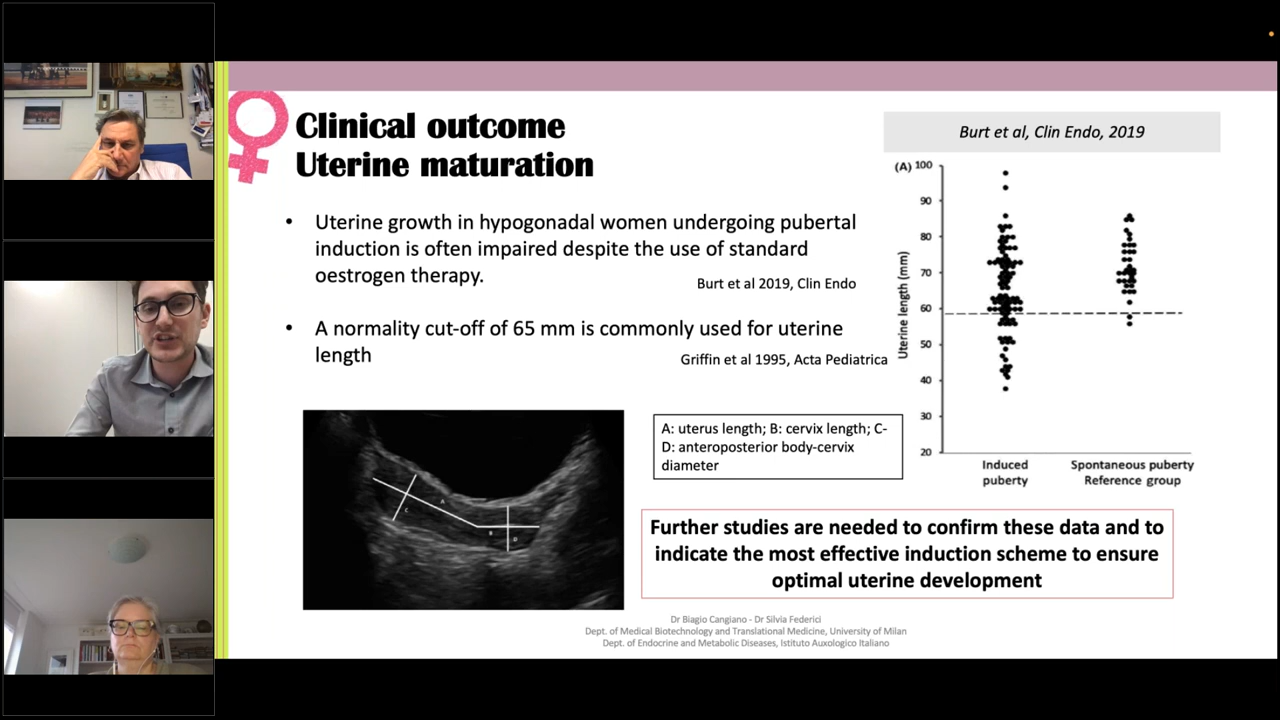 Clinical outcome
Uterine maturation
• Uterine growth in hypogonadal women undergoing pubertal
induction is often impaired despite the use of standard
oestrogen therapy.
Burt et al 2019, Clin Endo
• A normality cut-off of 65 mm is commonly used for uterine
length
Griffin et al 1995, Acta Pediatrica
A
C
B
D
A: uterus length; B: cervix length; C-
D: anteroposterior body-cervix
diameter
Burt et al, Clin Endo, 2019
(A) 100
90
80
70
60
50
40
30
20
Uterine length (mm)
Induced
puberty
Spontaneous puberty
Reference group
Further studies are needed to confirm these data and to
indicate the most effective induction scheme to ensure
optimal uterine development
Dr Biagio Cangiano - Dr Silvia Federici
Dept. of Medical Biotechnology and Translational Medicine, University of Milan
Dept. of Endocrine and Metabolic Diseases, Istituto Auxologico Italiano